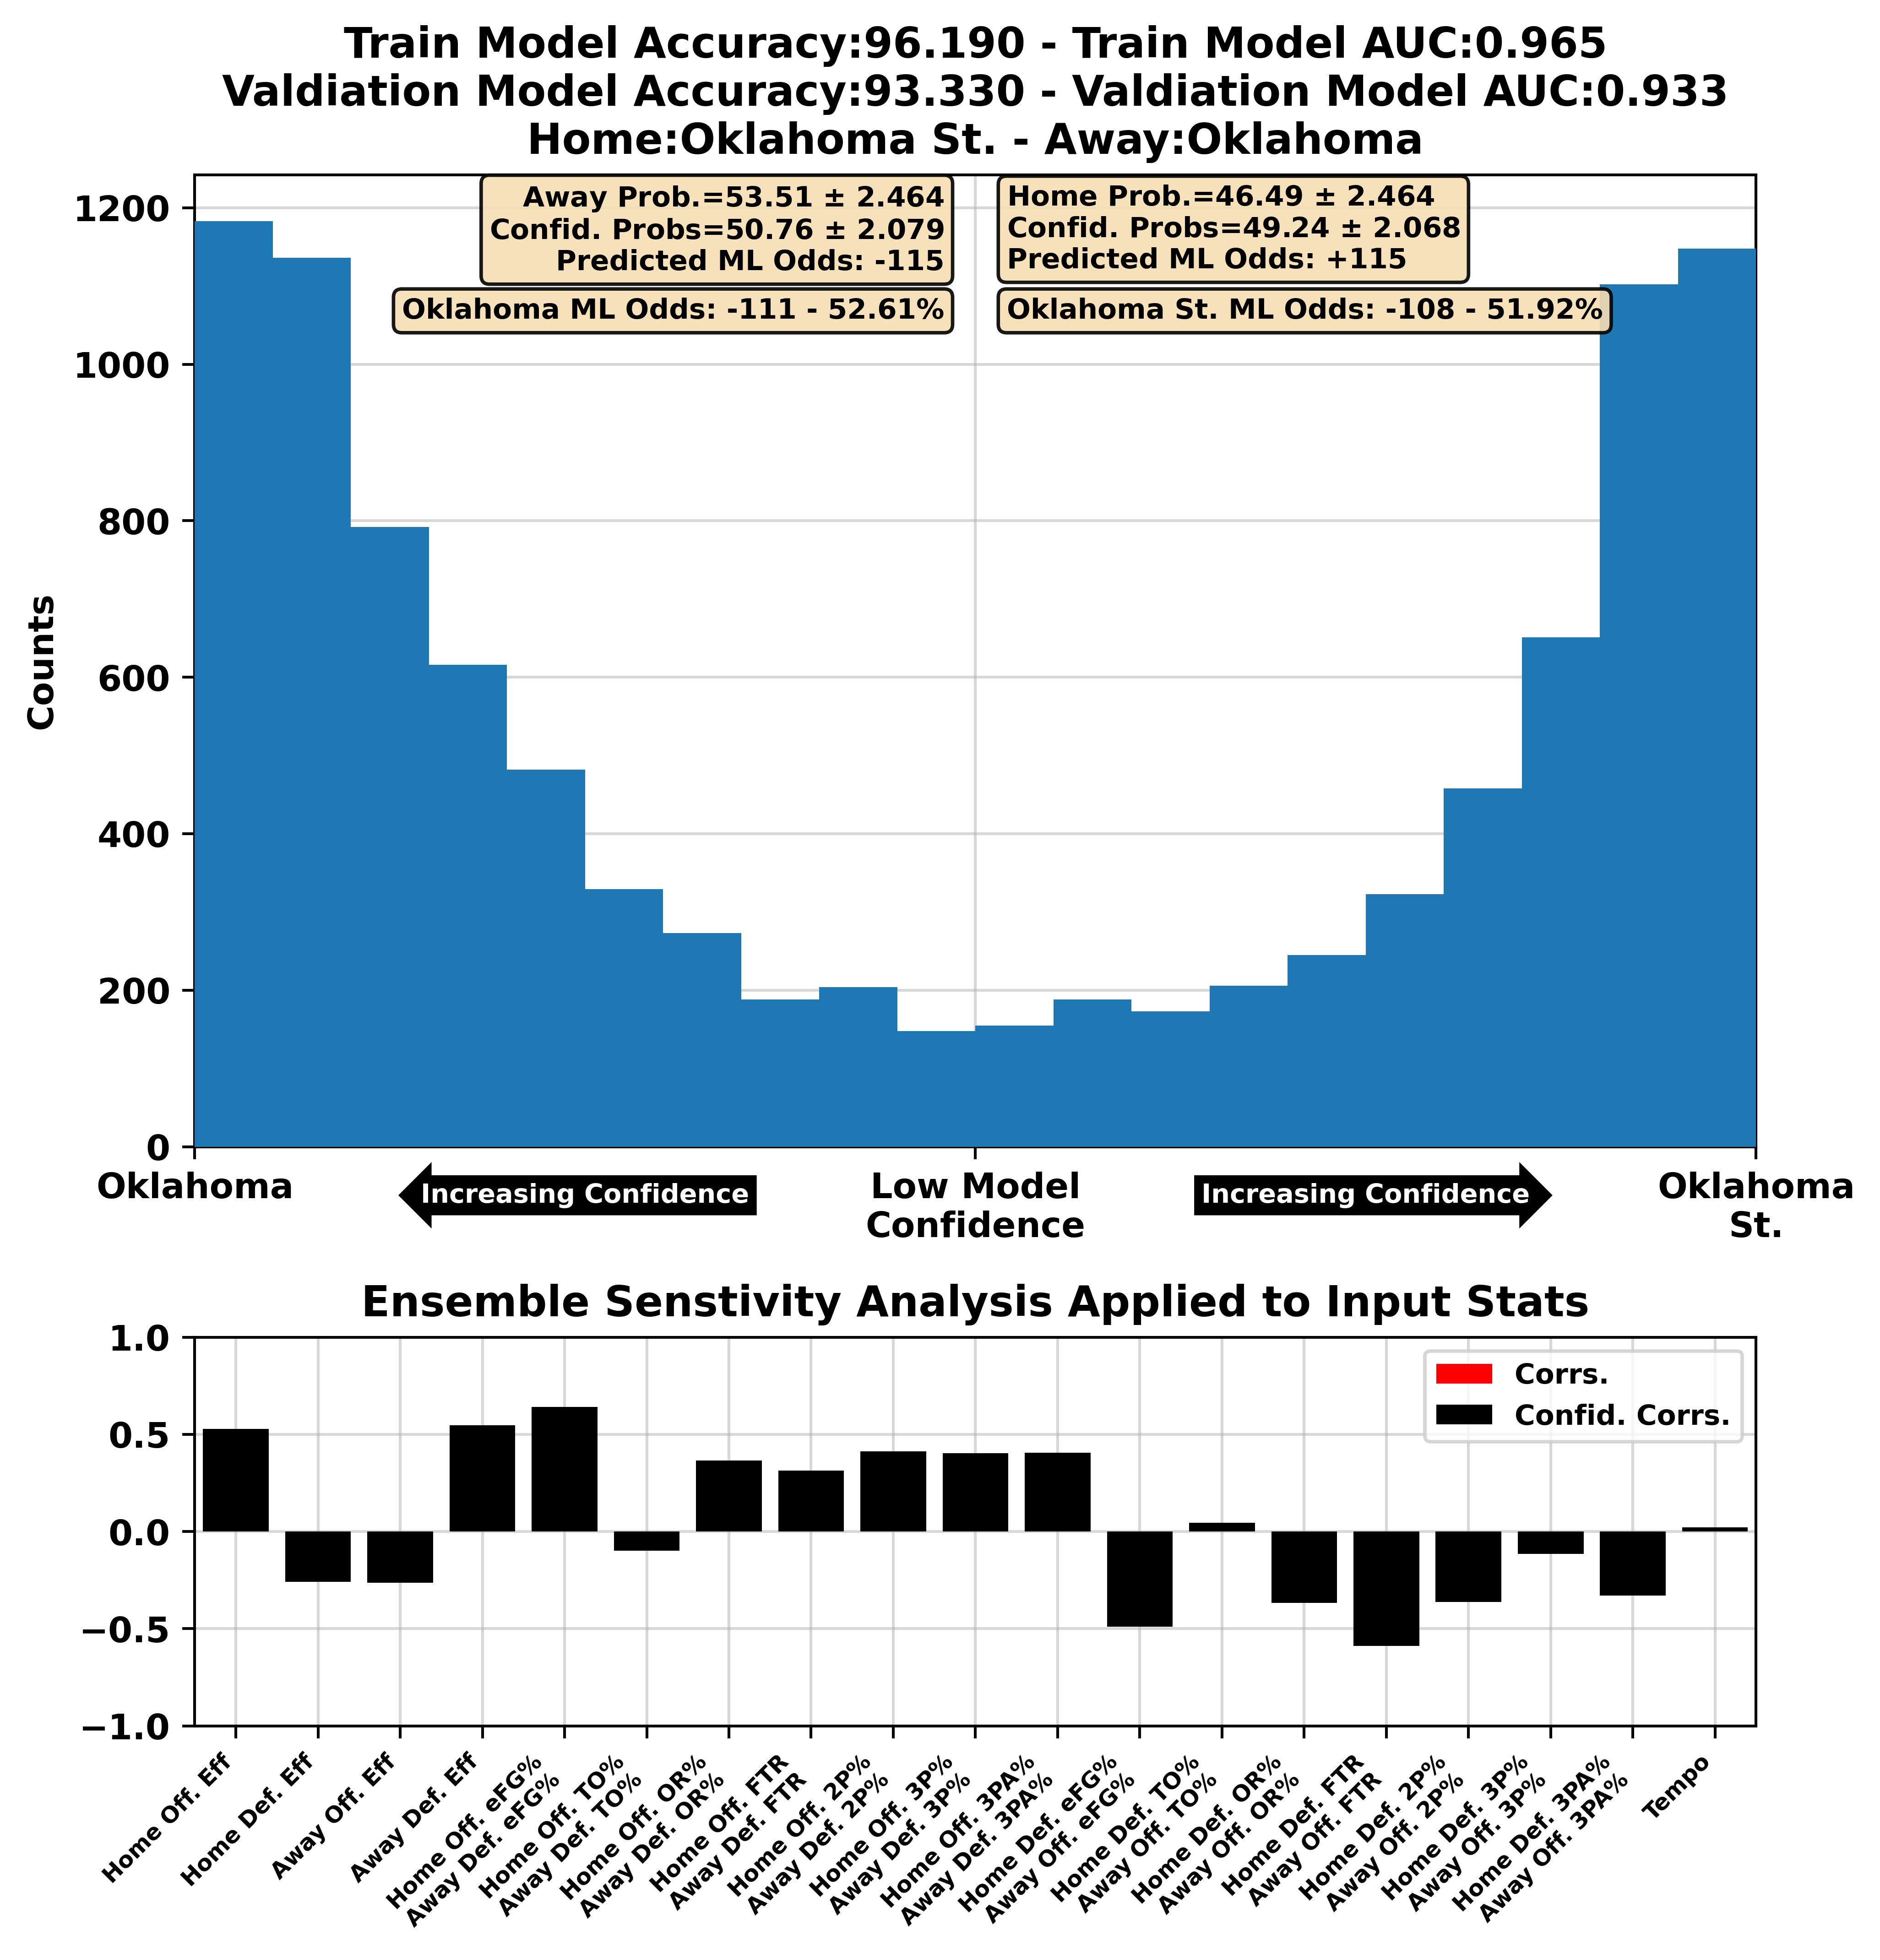 Train Model Accuracy:96.190 - Train Model AUC:0.965
Valdiation Model Accuracy:93.330 - Valdiation Model AUC:0.933
Home:Oklahoma St. - Away:Oklahoma
Away Prob.=53.51 ± 2.464
Confid. Probs=50.76 ± 2.079
Predicted ML Odds: -115
Oklahoma ML Odds: -111 - 52.61%
Home Prob.=46.49 ± 2.464
Confid. Probs=49.24 ± 2.068
Predicted ML Odds: +115
Oklahoma St. ML Odds: -108 - 51.92%
Counts
1200
1000
800
600
400
200
0
Oklahoma
Increasing Confidence
Low Model
Confidence
Increasing Confidence
Oklahoma
St.
Ensemble Senstivity Analysis Applied to Input Stats
1.0
0.5
0.0
−0.5
−1.0
Corrs.
Confid. Corrs.
Home Off. Eff
Home Def. Eff
Away Off. Eff
Away Def. Eff
Home Off. eFG%
Away Def. eFG%
Home Off. TO%
Away Def. TO%
Home Off. OR%
Away Def. OR%
Home Off. FTR
Away Def. FTR
Home Off. 2P%
Away Def. 2P%
Home Off. 3P%
Away Def. 3P%
Home Off. 3PA%
Away Def. 3PA%
Home Def. eFG%
Away Off. eFG%
Home Def. TO%
Away Off. TO%
Home Def. OR%
Away Off. OR%
Home Def. FTR
Away Off. FTR
Home Def. 2P%
Away Off. 2P%
Home Def. 3P%
Away Off. 3P%
Home Def. 3PA%
Away Off. 3PA%
Tempo